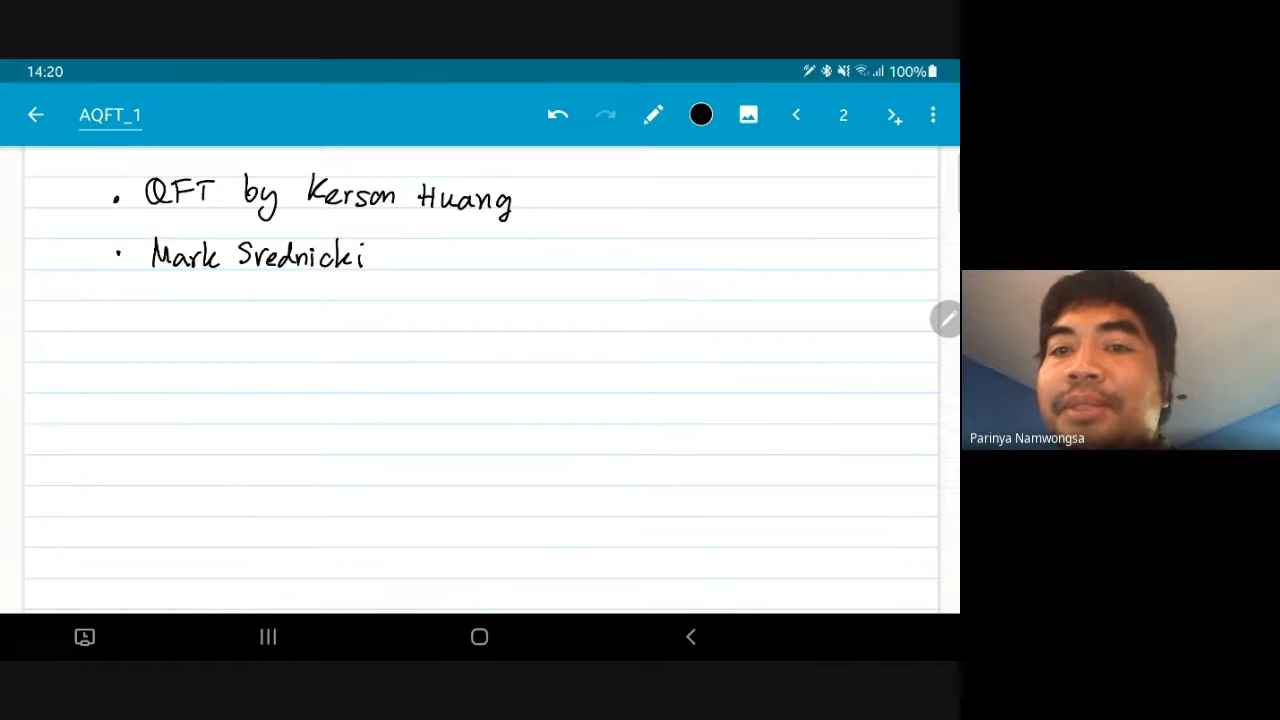 14:20 100%
AQFT_1 2
• QFT by Kerson Huang
• Mark Srednicki
Parinya Namwongsa